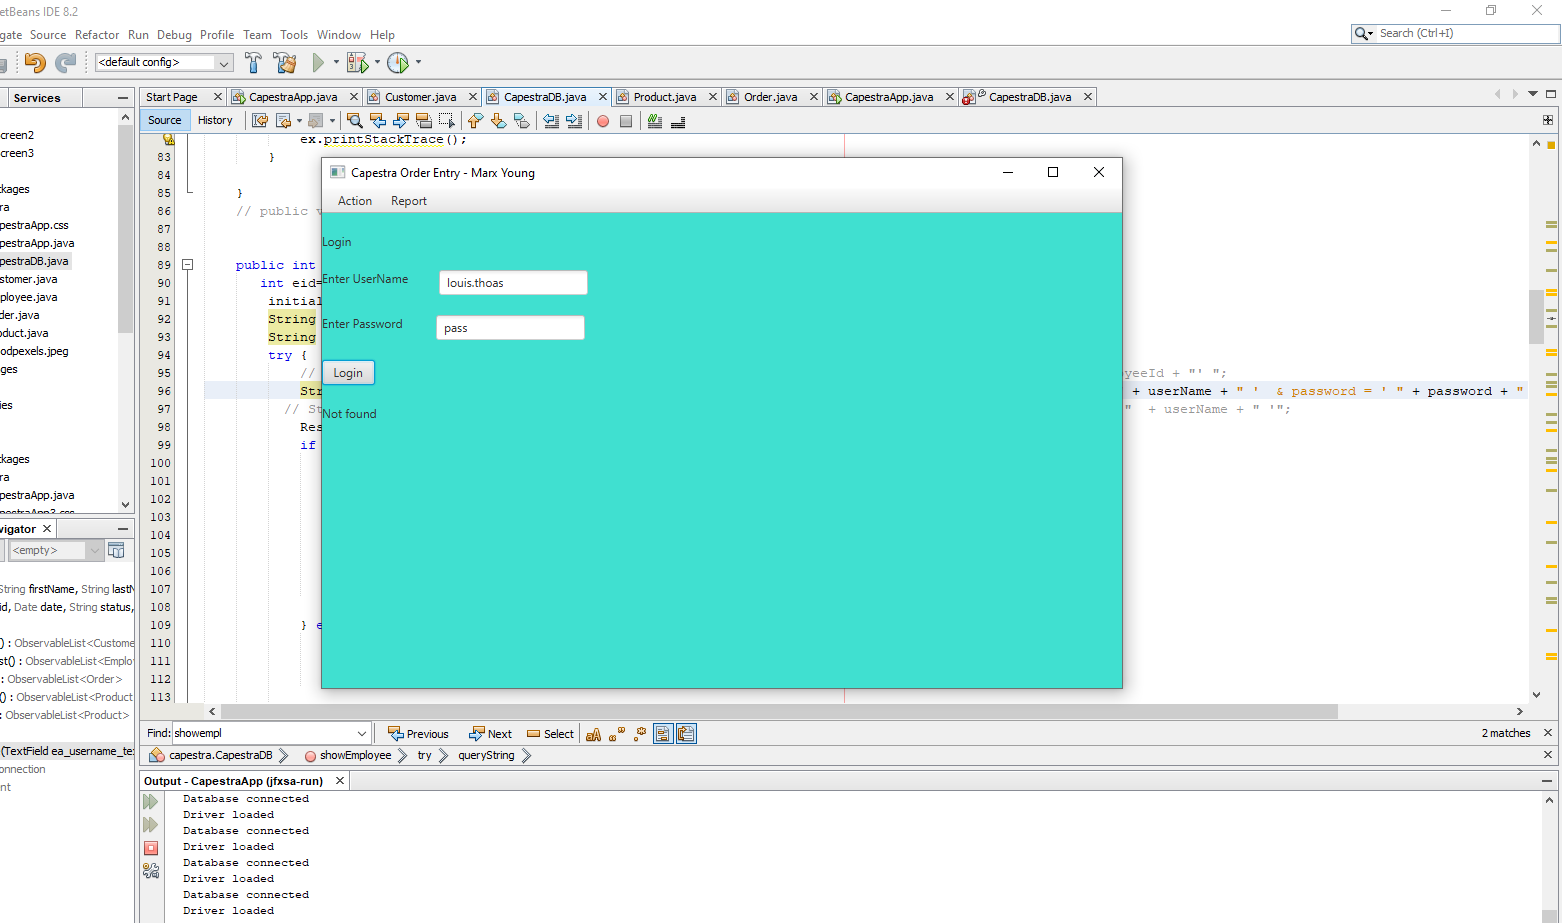 etBeans IDE 8.2
gate Source Refactor Run Debug Profile Team Tools Window Help
Search (Ctrl+I)
<default config>
Services
Start Page CapestraApp.java Customer.java CapestraDB.java Product.java Order.java CapestraApp.java CapestraDB.java
Source History
creen2
creen3
kages
ra
pestraApp.css
pestraApp.java
pestraDB.java
stomer.java
ployee.java
der.java
oduct.java
odpexels.jpeg
ges
ies
kages
ra
pestraApp.java
pestraApp3.css
ex.printStackTrace();
83 }
84
85 }
86 // public v
87
88
89 public int
90 int eid=
91 initial
92 String
93 String
94 try {
95 // yeeId + "' ";
96 Str + userName + " '  & password = ' " + password + "
97 // St "  + userName + " '";
98 Res
99 if
100
101
102
103
104
105
106
107
108
109 } e
110
111
112
113
Capestra Order Entry - Marx Young
Action Report
Login
Enter UserName louis.thoas
Enter Password pass
Login
Not found
vigator
<empty>
String firstName, String lastN
id, Date date, String status,
) : ObservableList<Custome
st() : ObservableList<Emplo
: ObservableList<Order>
() : ObservableList<Product
: ObservableList<Product>
(TextField ea_username_te
onnection
nt
Find: showempl Previous Next Select 2 matches
capestra.CapestraDB showEmployee try queryString
Output - CapestraApp (jfxsa-run)
Database connected
Driver loaded
Database connected
Driver loaded
Database connected
Driver loaded
Database connected
Driver loaded